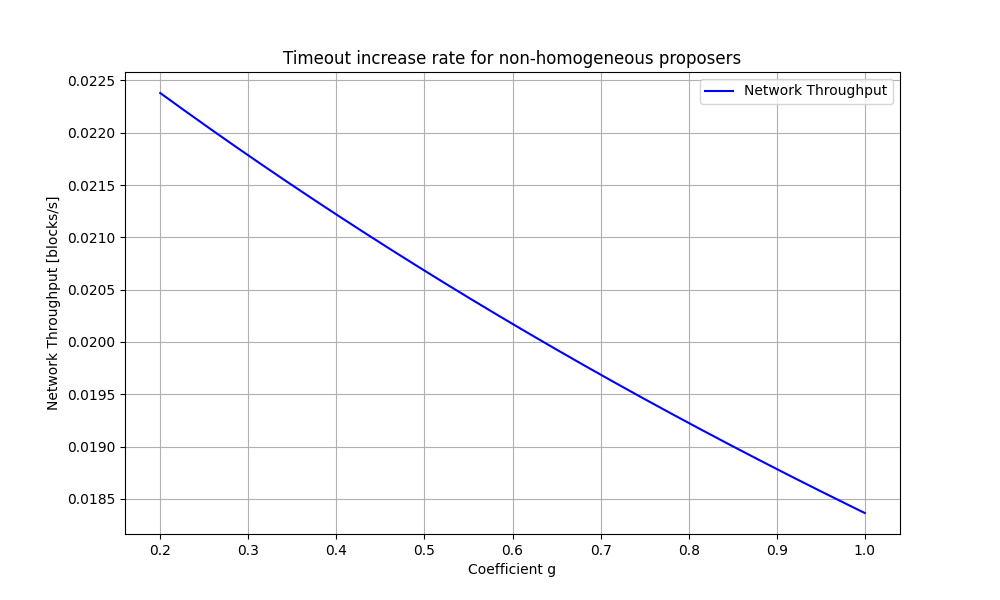 Timeout increase rate for non-homogeneous proposers
Network Throughput
Network Throughput [blocks/s]
0.0225
0.0220
0.0215
0.0210
0.0205
0.0200
0.0195
0.0190
0.0185
0.2 0.3 0.4 0.5 0.6 0.7 0.8 0.9 1.0
Coefficient g